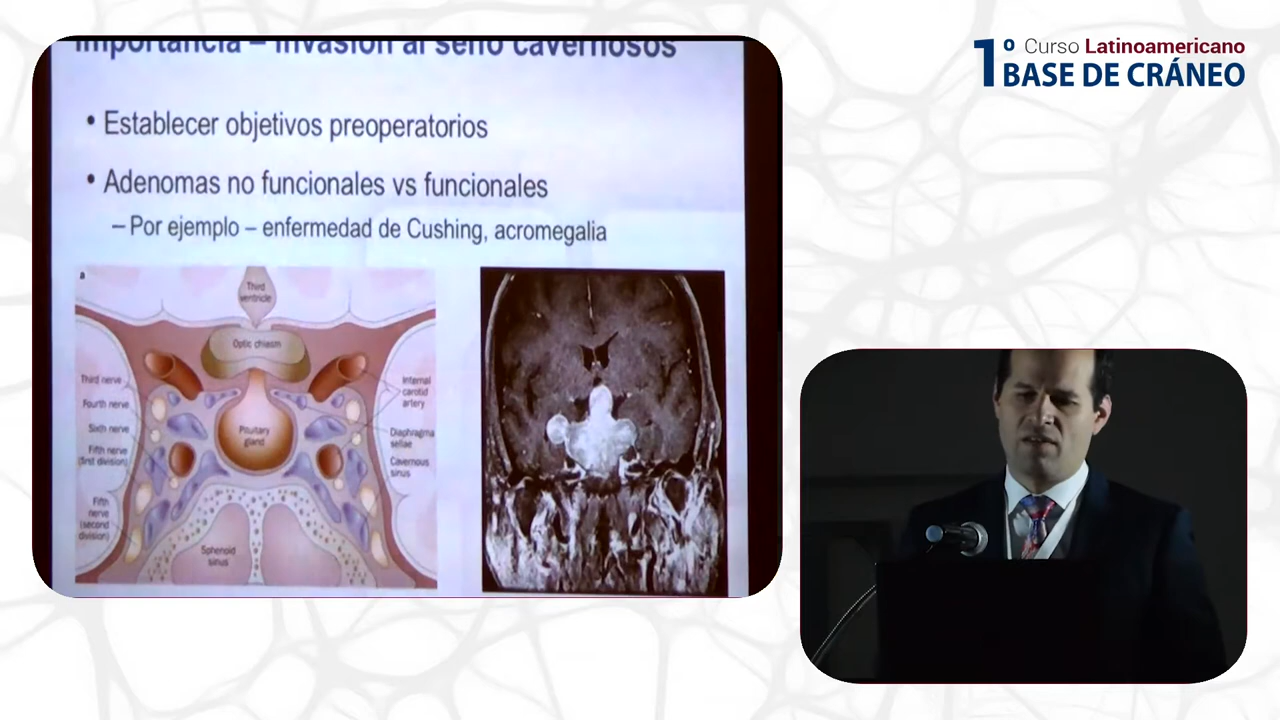 Importancia – Invasión al seno cavernosos
• Establecer objetivos preoperatorios
• Adenomas no funcionales vs funcionales
– Por ejemplo – enfermedad de Cushing, acromegalia
a
Third
ventricle
Optic chiasm
Third nerve
Fourth nerve
Sixth nerve
Fifth nerve
(first division)
Fifth
nerve
(second
division)
Pituitary
gland
Internal
carotid
artery
Diaphragma
sellae
Cavernous
sinus
Sphenoid
sinus
1º Curso Latinoamericano
BASE DE CRÁNEO